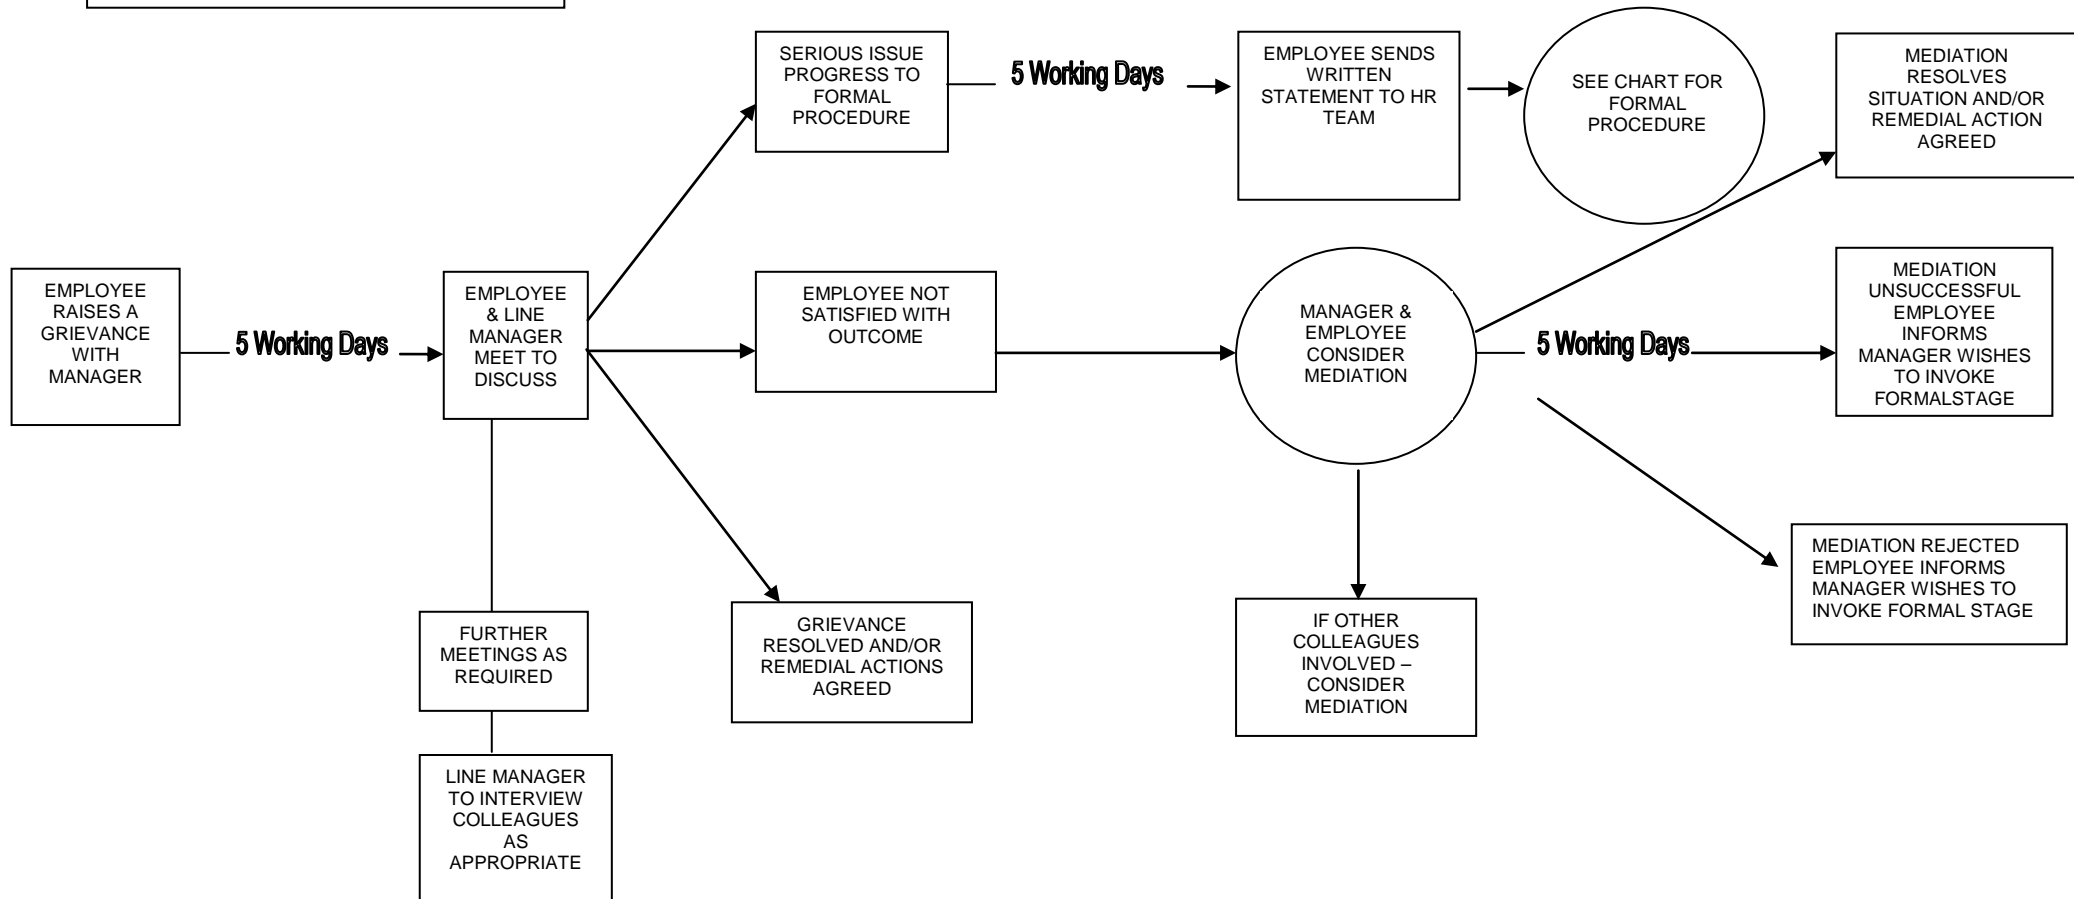 SERIOUS ISSUE
PROGRESS TO
FORMAL
PROCEDURE
5 Working Days
EMPLOYEE SENDS
WRITTEN
STATEMENT TO HR
TEAM
SEE CHART FOR
FORMAL
PROCEDURE
MEDIATION
RESOLVES
SITUATION AND/OR
REMEDIAL ACTION
AGREED
EMPLOYEE
RAISES A
GRIEVANCE
WITH
MANAGER
5 Working Days
EMPLOYEE
& LINE
MANAGER
MEET TO
DISCUSS
EMPLOYEE NOT
SATISFIED WITH
OUTCOME
MANAGER &
EMPLOYEE
CONSIDER
MEDIATION
5 Working Days
MEDIATION
UNSUCCESSFUL
EMPLOYEE
INFORMS
MANAGER WISHES
TO INVOKE
FORMALSTAGE
MEDIATION REJECTED
EMPLOYEE INFORMS
MANAGER WISHES TO
INVOKE FORMAL STAGE
FURTHER
MEETINGS AS
REQUIRED
GRIEVANCE
RESOLVED AND/OR
REMEDIAL ACTIONS
AGREED
IF OTHER
COLLEAGUES
INVOLVED –
CONSIDER
MEDIATION
LINE MANAGER
TO INTERVIEW
COLLEAGUES
AS
APPROPRIATE